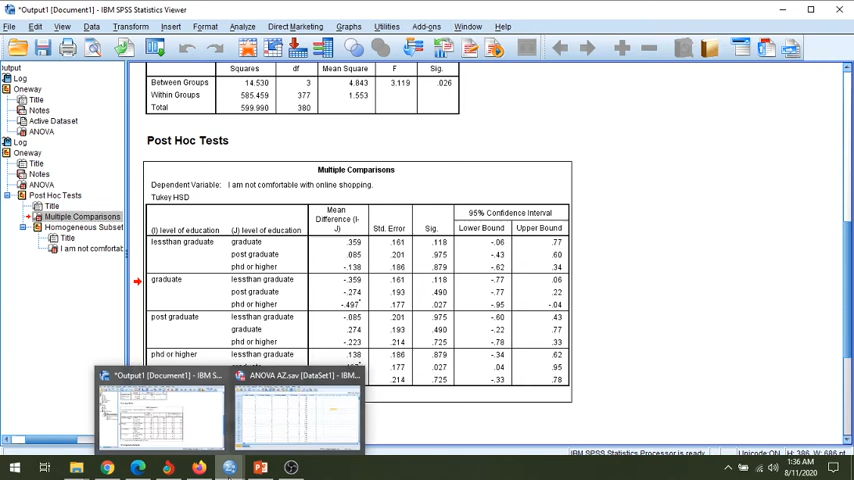 *Output1 [Document1] - IBM SPSS Statistics Viewer
File Edit View Data Transform Insert Format Analyze Direct Marketing Graphs Utilities Add-ons Window Help
utput
Log
Oneway
Title
Notes
Active Dataset
ANOVA
Log
Oneway
Title
Notes
ANOVA
Post Hoc Tests
Title
Multiple Comparisons
Homogeneous Subset
Title
I am not comfortab
Squares df Mean Square F Sig.
Between Groups 14.530 3 4.843 3.119 .026
Within Groups 585.459 377 1.553
Total 599.990 380
Post Hoc Tests
Multiple Comparisons
Dependent Variable: I am not comfortable with online shopping.
Tukey HSD
(I) level of education (J) level of education Mean Difference (I-J) Std. Error Sig. 95% Confidence Interval
Lower Bound Upper Bound
lessthan graduate graduate .359 .161 .118 -.06 .77
post graduate .085 .201 .975 -.43 .60
phd or higher -.138 .186 .879 -.62 .34
graduate lessthan graduate -.359 .161 .118 -.77 .06
post graduate -.274 .193 .490 -.77 .22
phd or higher -.497* .177 .027 -.95 -.04
post graduate lessthan graduate -.085 .201 .975 -.60 .43
graduate .274 .193 .490 -.22 .77
phd or higher -.223 .214 .725 -.78 .33
phd or higher lessthan graduate .138 .186 .879 -.34 .62
.177 .027 .04 .95
.214 .725 -.33 .78
*Output1 [Document1] - IBM S...
ANOVA AZ.sav [DataSet1] - IBM...
IBM SPSS Statistics Processor is ready Unicode:ON H: 386, W: 686 pt
1:36 AM
8/11/2020